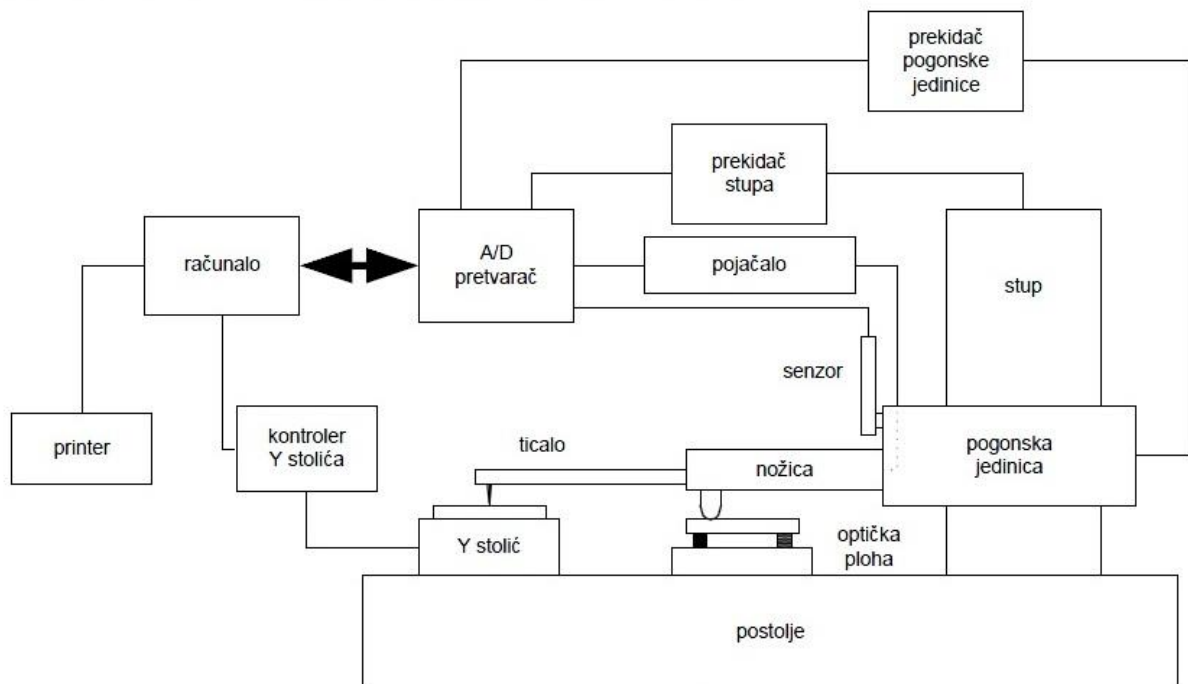 prekidač
pogonske
jedinice
prekidač
stupa
računalo
A/D
pretvarač
pojačalo
stup
senzor
printer
kontroler
Y stolića
ticalo
nožica
pogonska
jedinica
Y stolić
optička
ploha
postolje